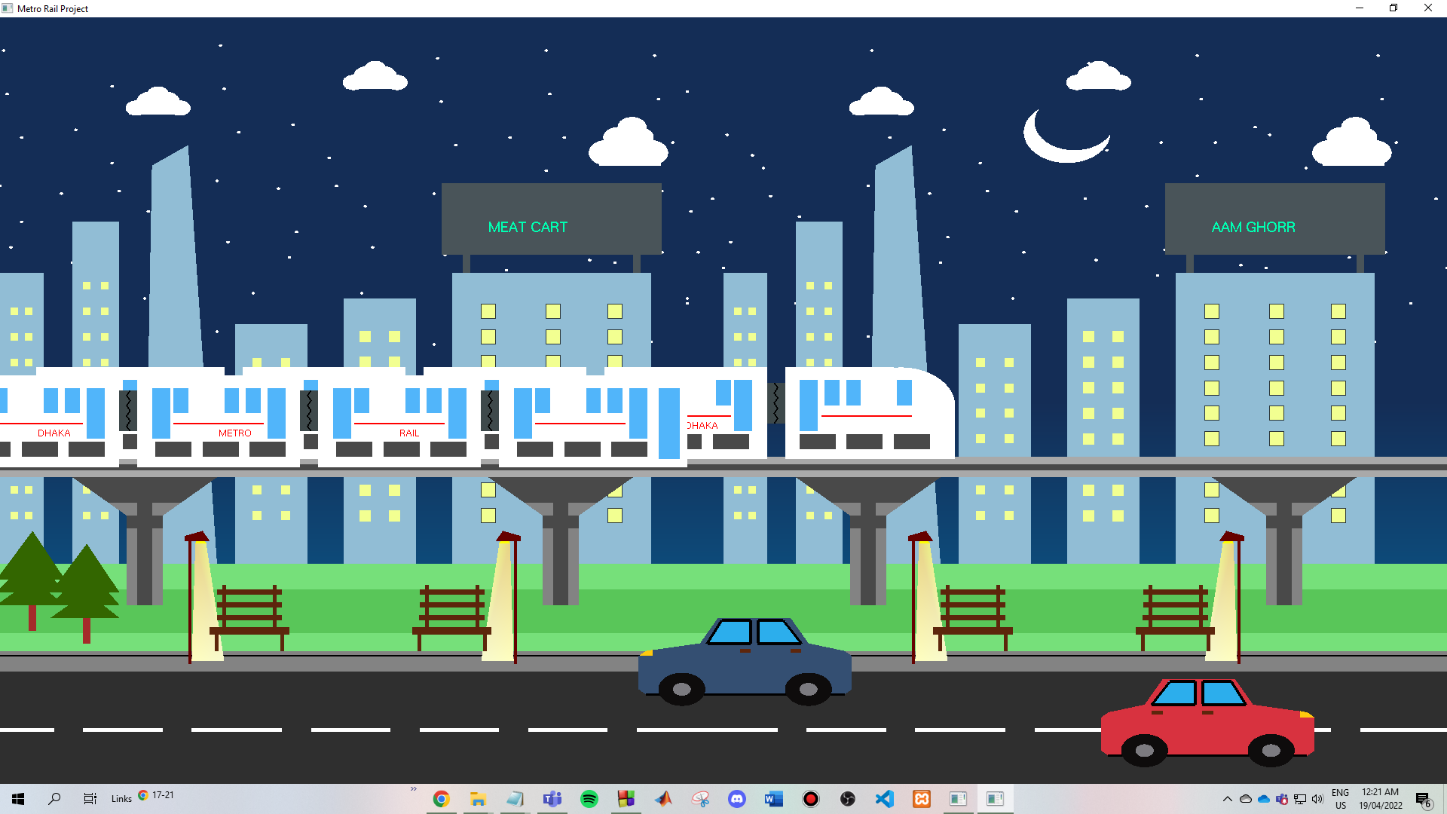 Metro Rail Project
MEAT CART
AAM GHORR
DHAKA
METRO
RAIL
DHAKA
Links
17-21
ENG
US
12:21 AM
19/04/2022
6